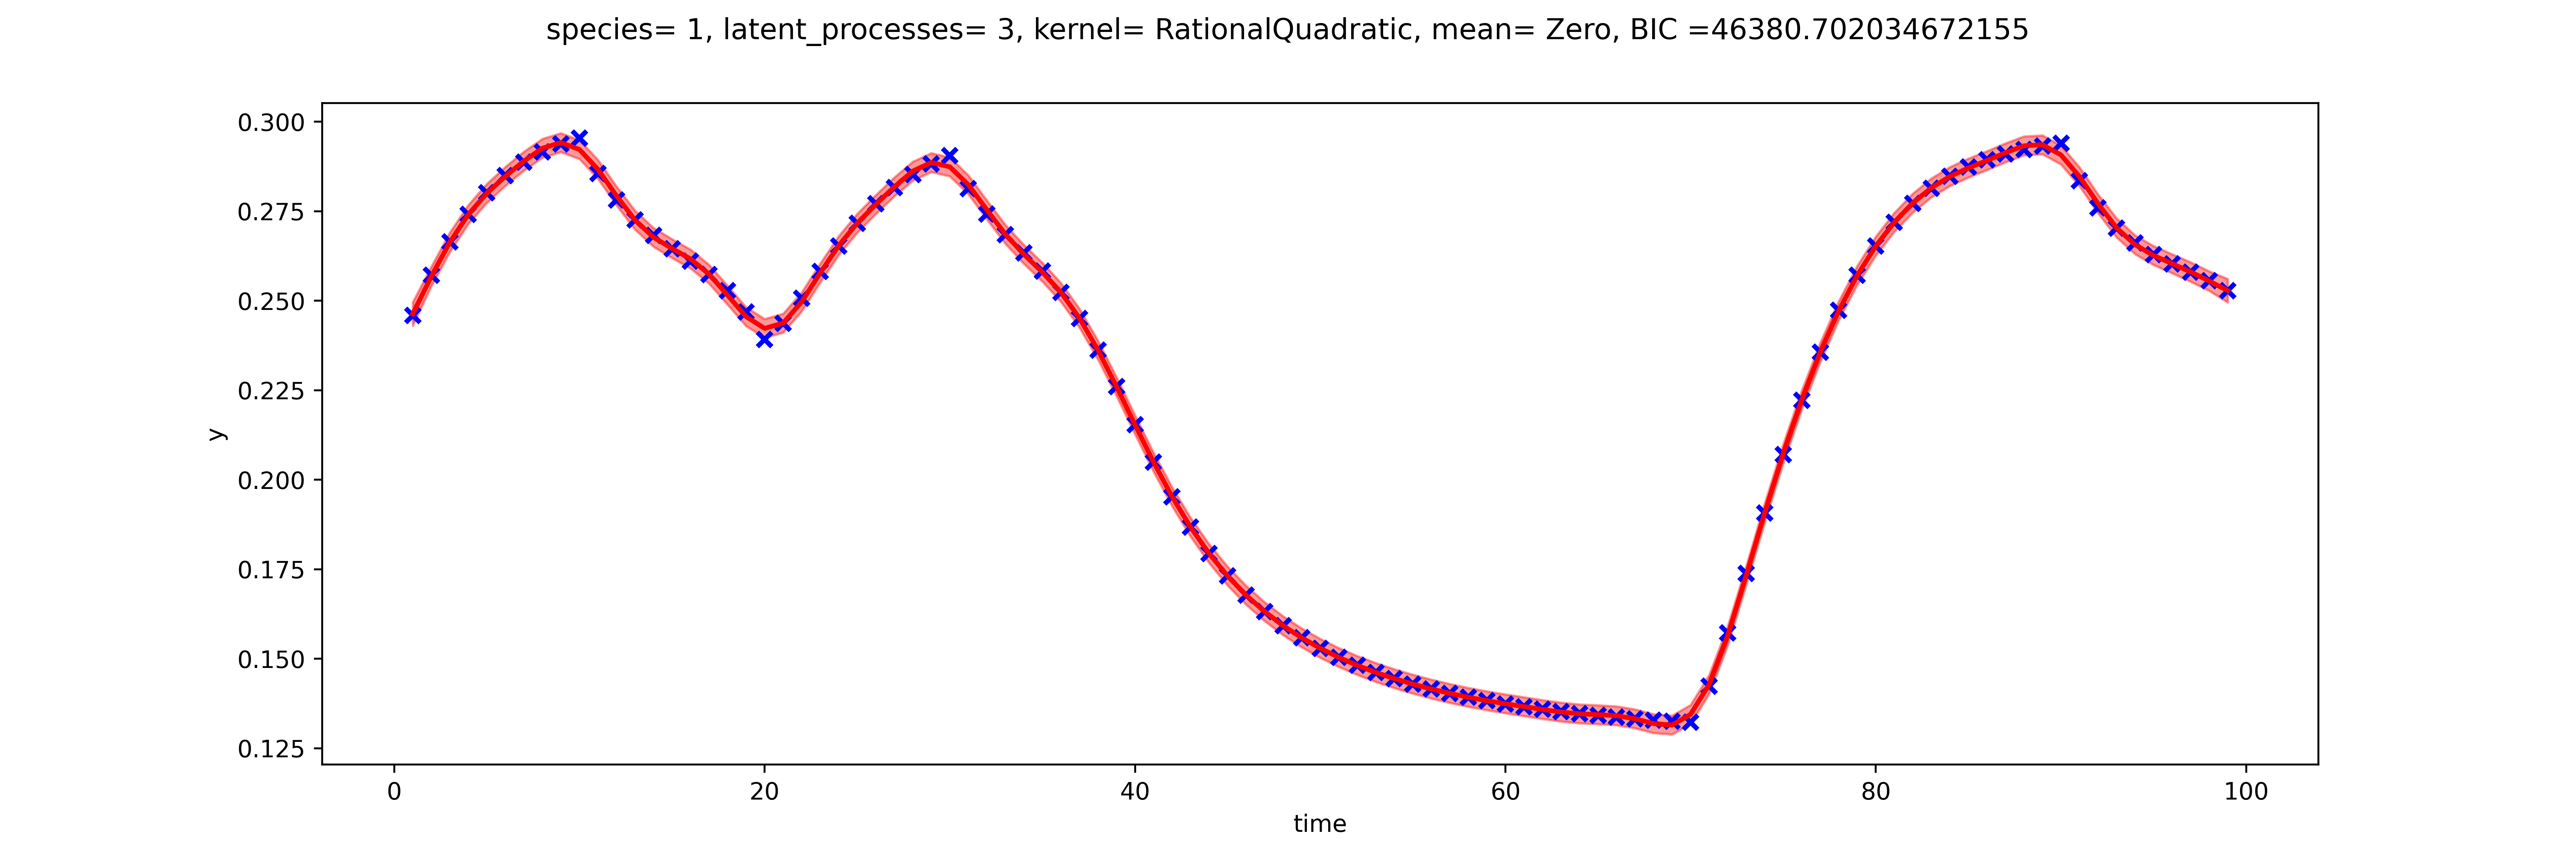 species= 1, latent_processes= 3, kernel= RationalQuadratic, mean= Zero, BIC =46380.702034672155
0.300
0.275
0.250
0.225
0.200
0.175
0.150
0.125
y
0 20 40 60 80 100
time